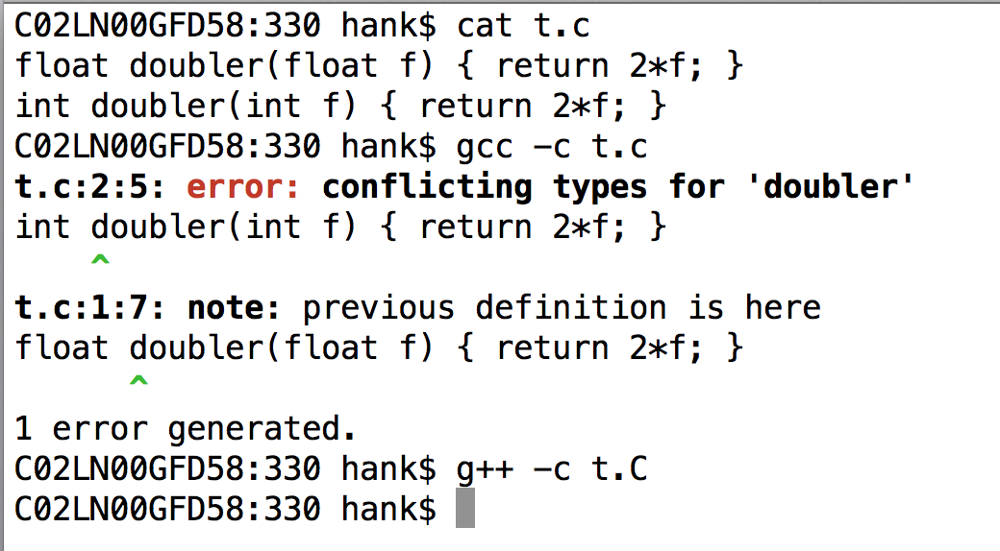 C02LN00GFD58:330 hank$ cat t.c
float doubler(float f) { return 2*f; }
int doubler(int f) { return 2*f; }
C02LN00GFD58:330 hank$ gcc -c t.c
t.c:2:5: error: conflicting types for 'doubler'
int doubler(int f) { return 2*f; }
^
t.c:1:7: note: previous definition is here
float doubler(float f) { return 2*f; }
^
1 error generated.
C02LN00GFD58:330 hank$ g++ -c t.C
C02LN00GFD58:330 hank$